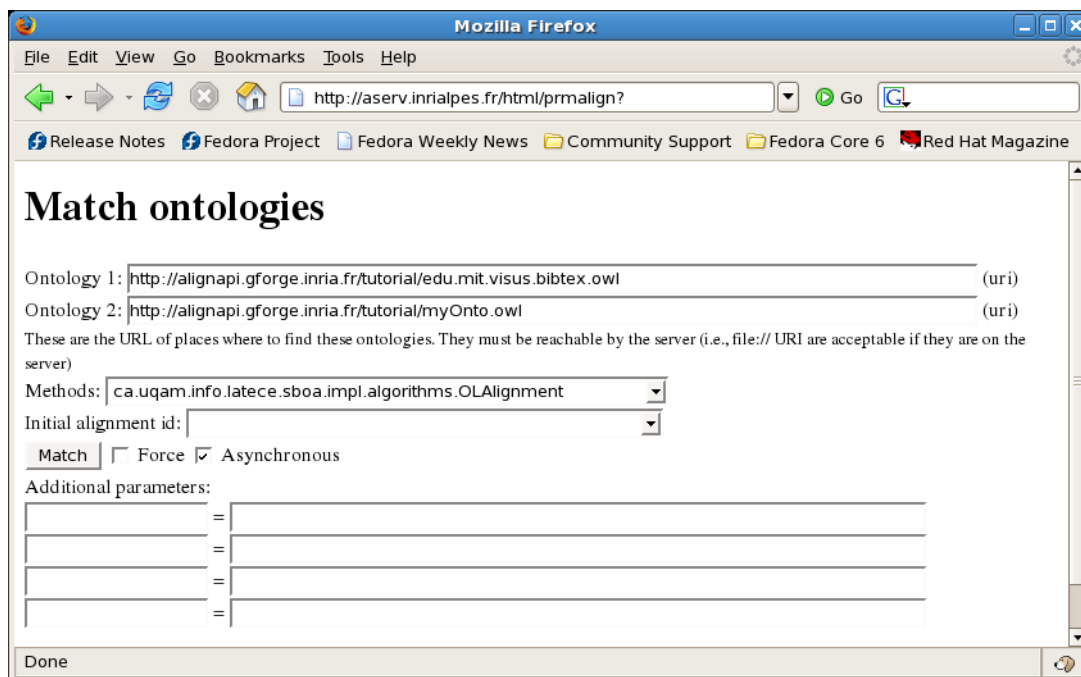 Mozilla Firefox
File Edit View Go Bookmarks Tools Help
http://aserv.inrialpes.fr/html/prmalign? Go G
Release Notes Fedora Project Fedora Weekly News Community Support Fedora Core 6 Red Hat Magazine
Match ontologies
Ontology 1: http://alignapi.gforge.inria.fr/tutorial/edu.mit.visus.bibtex.owl (uri)
Ontology 2: http://alignapi.gforge.inria.fr/tutorial/myOnto.owl (uri)
These are the URL of places where to find these ontologies. They must be reachable by the server (i.e., file:// URI are acceptable if they are on the
server)
Methods: ca.uqam.info.latece.sboa.impl.algorithms.OLAlignment
Initial alignment id:
Match Force Asynchronous
Additional parameters:
=
=
=
=
Done